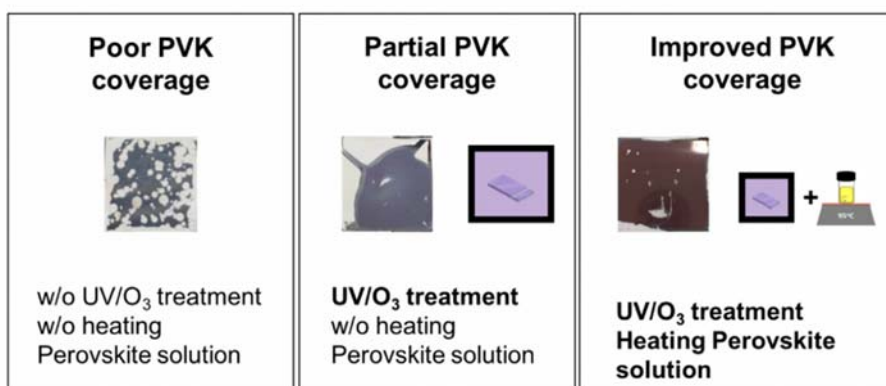 Poor PVK
coverage
w/o UV/O₃ treatment
w/o heating
Perovskite solution
Partial PVK
coverage
UV/O₃ treatment
w/o heating
Perovskite solution
Improved PVK
coverage
+
UV/O₃ treatment
Heating Perovskite
solution